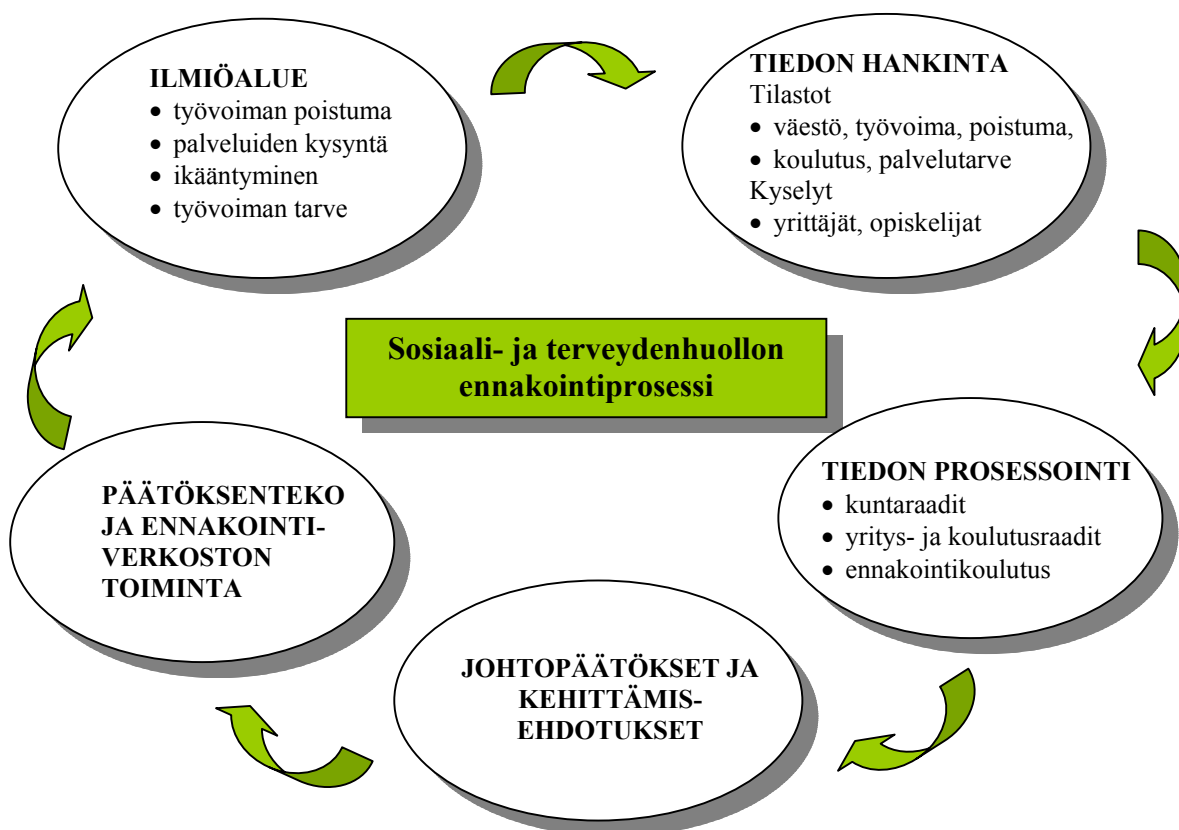 ILMIÖALUE
• työvoiman poistuma
• palveluiden kysyntä
• ikääntyminen
• työvoiman tarve
TIEDON HANKINTA
Tilastot
• väestö, työvoima, poistuma,
• koulutus, palvelutarve
Kyselyt
• yrittäjät, opiskelijat
Sosiaali- ja terveydenhuollon
ennakointiprosessi
TIEDON PROSESSOINTI
• kuntaraadit
• yritys- ja koulutusraadit
• ennakointikoulutus
JOHTOPÄÄTÖKSET JA
KEHITTÄMIS-
EHDOTUKSET
PÄÄTÖKSENTEKO
JA ENNAKOINTI-
VERKOSTON
TOIMINTA